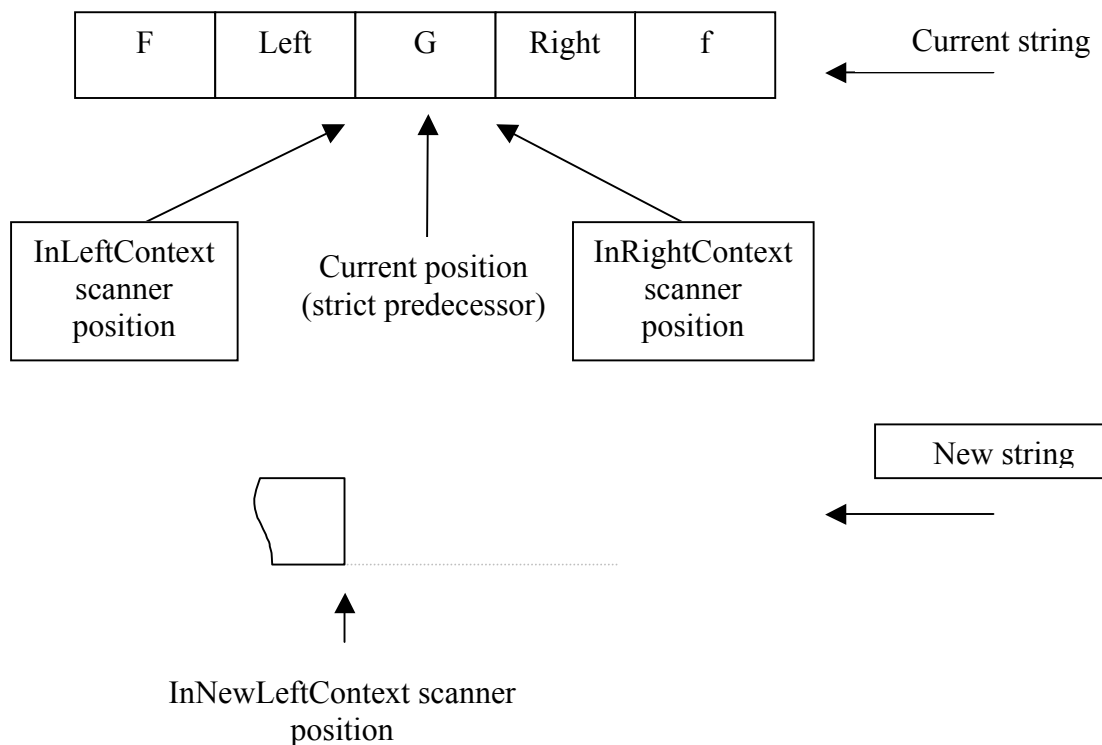 F Left G Right f
Current string
InLeftContext
scanner
position
Current position
(strict predecessor)
InRightContext
scanner
position
New string
InNewLeftContext scanner
position